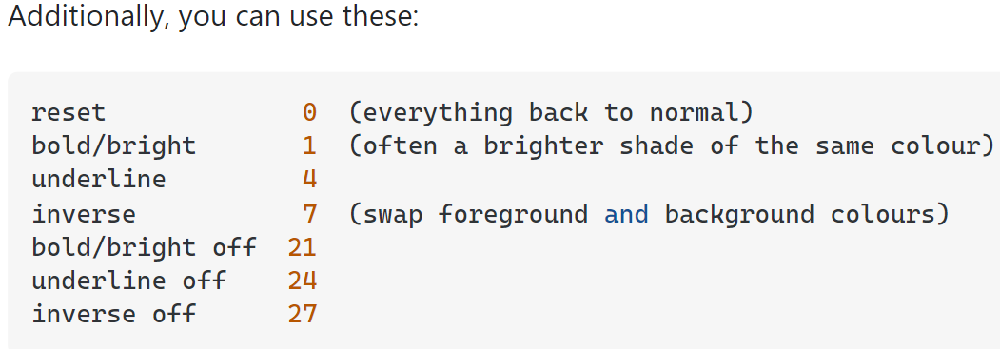 Additionally, you can use these:
reset 0 (everything back to normal)
bold/bright 1 (often a brighter shade of the same colour)
underline 4
inverse 7 (swap foreground and background colours)
bold/bright off 21
underline off 24
inverse off 27